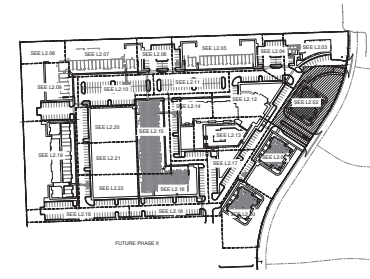 SEE L2.08
SEE L2.07
SEE L2.06
SEE L2.05
SEE L2.04
SEE L2.03
SEE L2.09
SEE L2.10
SEE L2.11
SEE L2.12
SEE L2.02
SEE L2.14
SEE L2.20
SEE L2.15
SEE L2.13
SEE L2.19
SEE L2.21
SEE L2.17
SEE L2.22
SEE L2.16
SEE L2.18
SEE L2.18
FUTURE PHASE II